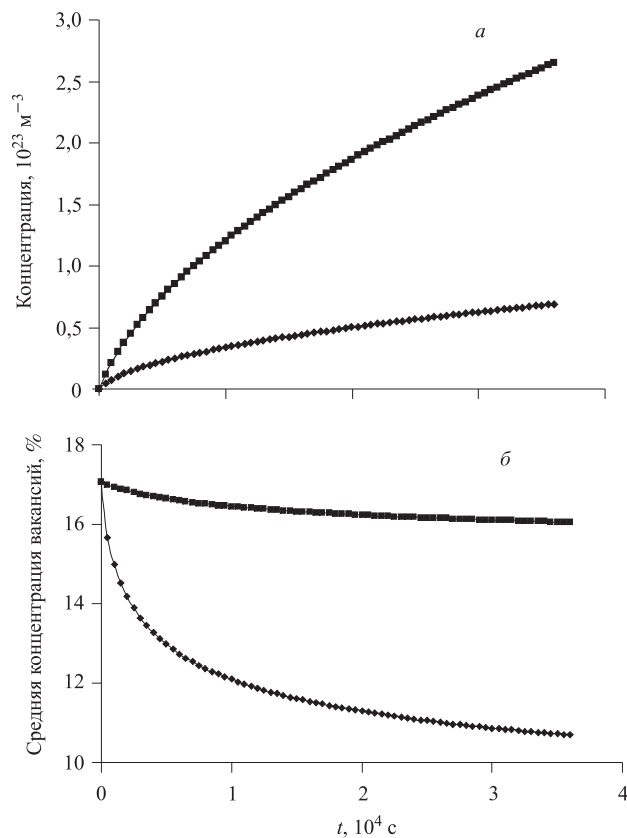 3,0
а
2,5
2,0
1,5
1,0
0,5
0
Концентрация, 10²³ м⁻³
18
б
16
14
12
10
Средняя концентрация вакансий, %
0 1 2 3 4
t, 10⁴ с